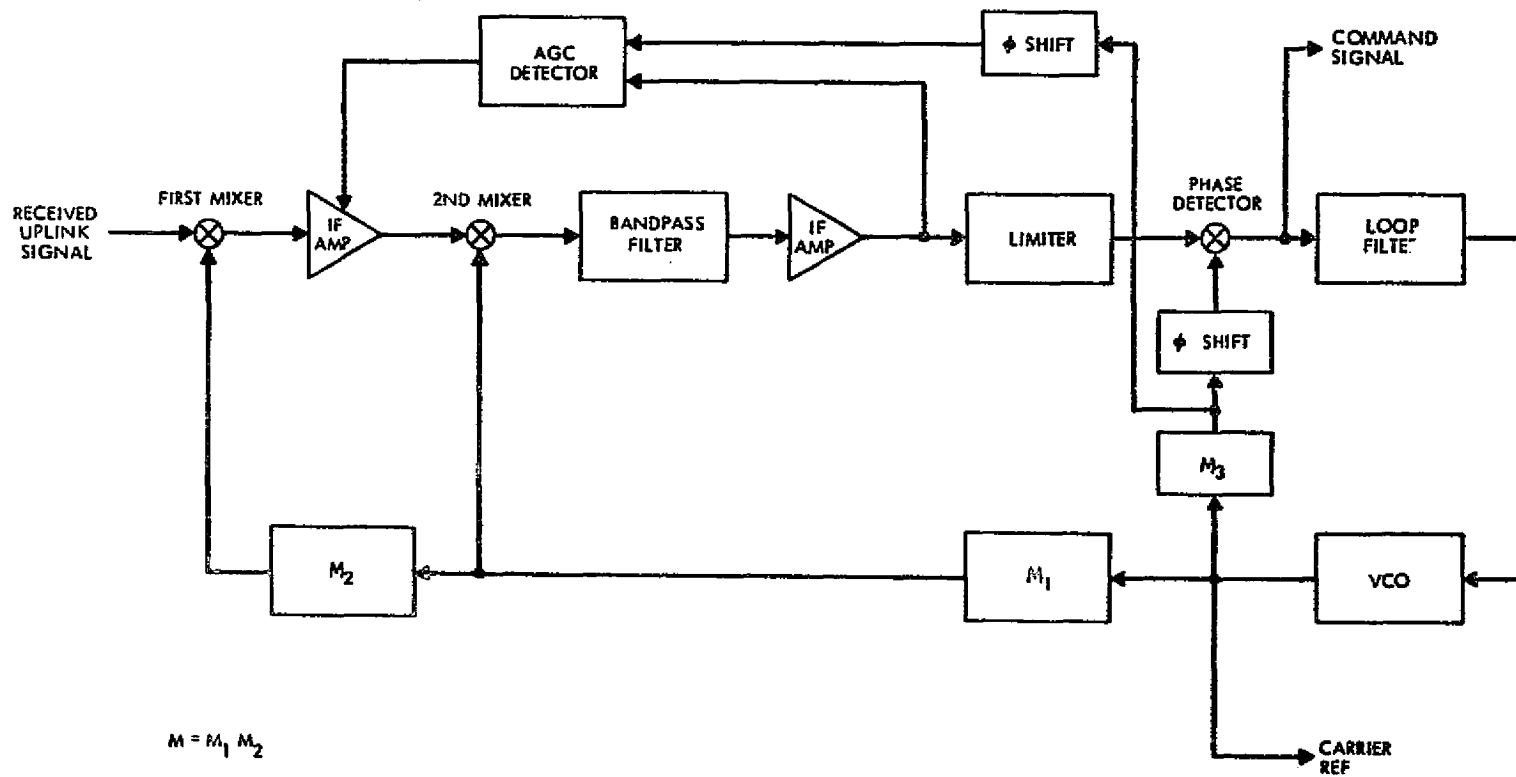 AGC
DETECTOR
ϕ SHIFT
COMMAND
SIGNAL
RECEIVED
UPLINK
SIGNAL
FIRST MIXER
IF
AMP
2ND MIXER
BANDPASS
FILTER
IF
AMP
LIMITER
PHASE
DETECTOR
LOOP
FILTER
ϕ SHIFT
M3
M2
M1
VCO
M = M1 M2
CARRIER
REF